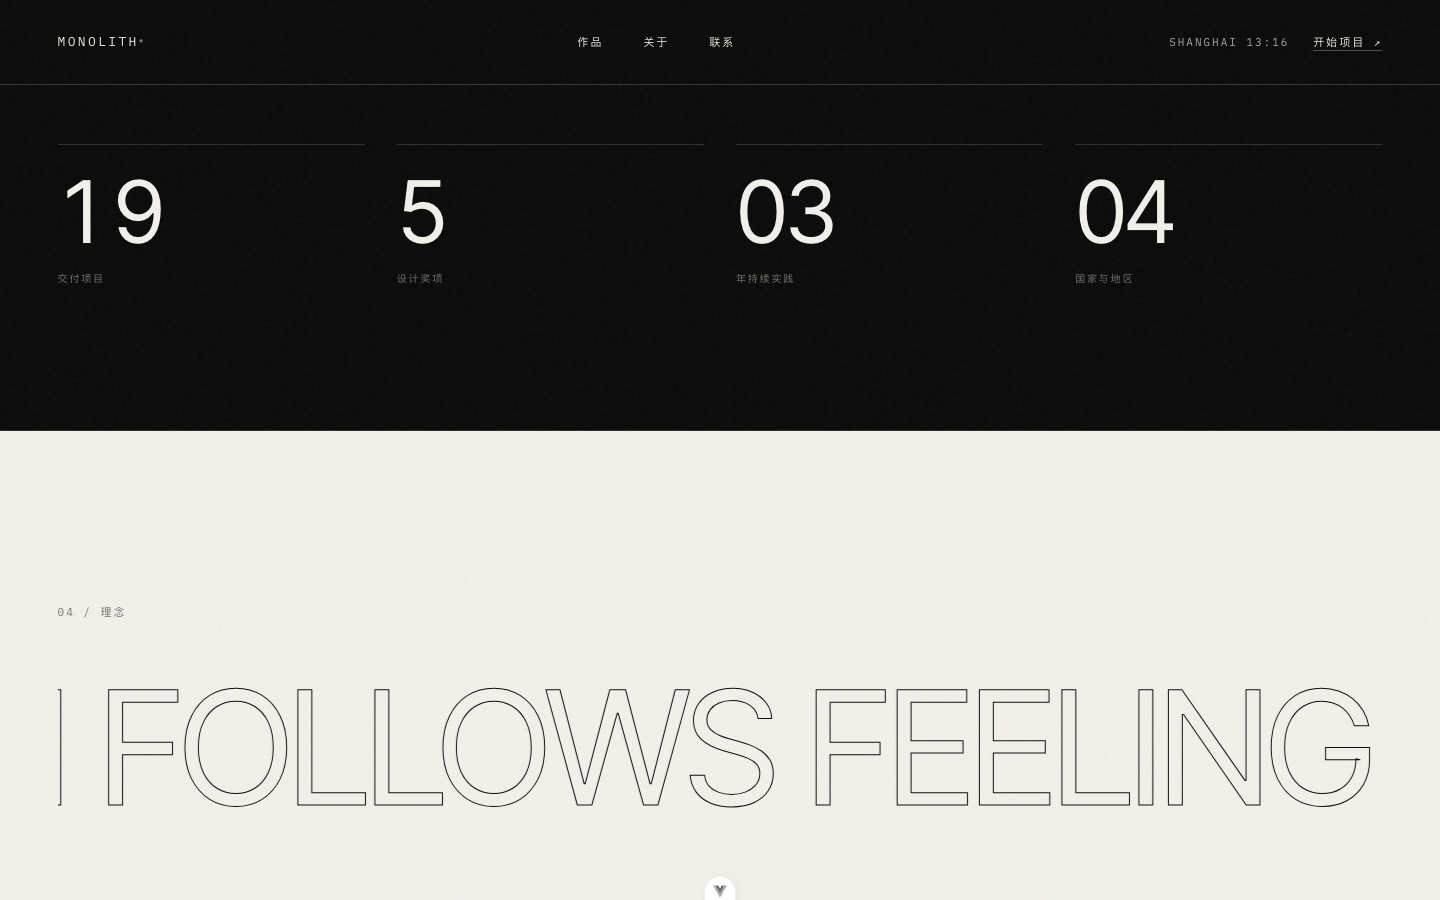 MONOLITH®
作品
关于
联系
SHANGHAI 13:16
开始项目 ↗
19
5
03
04
交付项目
设计奖项
年持续实践
国家与地区
04 / 理念
FOLLOWS FEELING